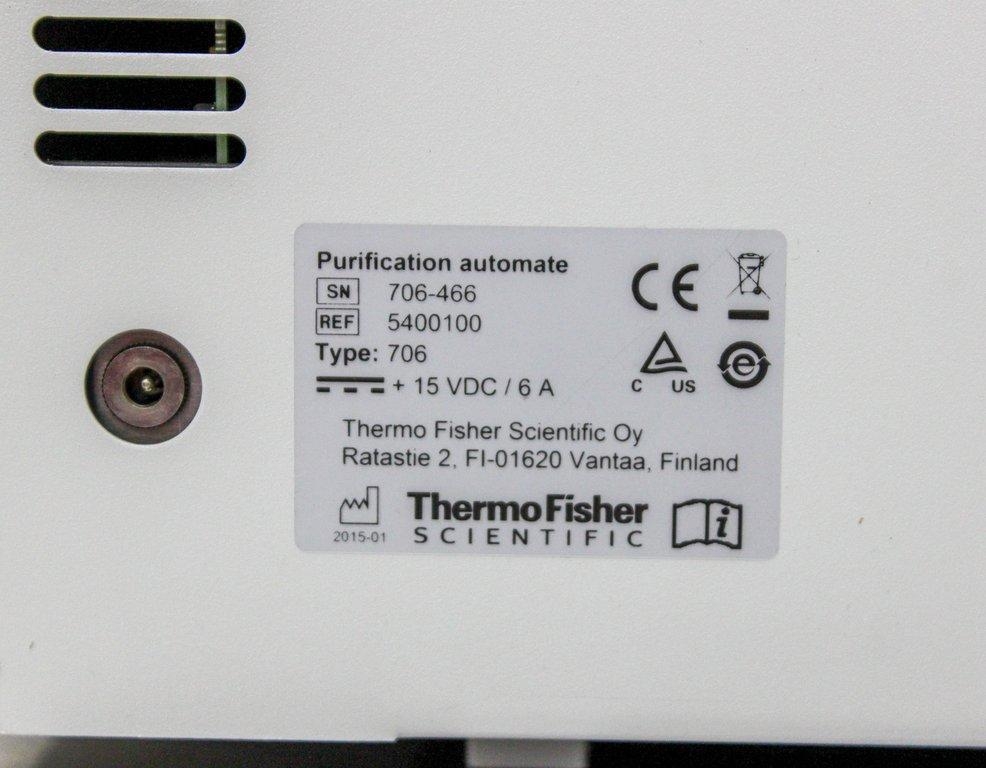 Purification automate
SN 706-466
REF 5400100
Type: 706
+ 15 VDC / 6 A
Thermo Fisher Scientific Oy
Ratastie 2, FI-01620 Vantaa, Finland
CE
C US
e
2015-01
ThermoFisher
SCIENTIFIC
i